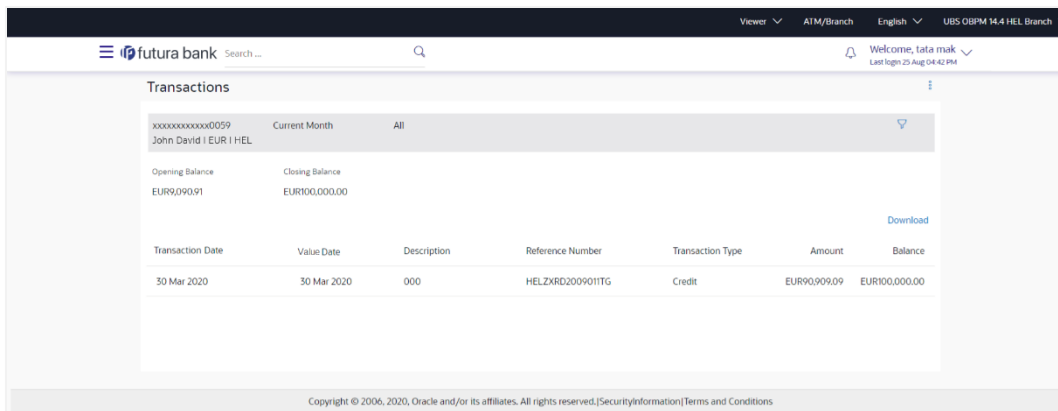 Viewer ATM/Branch English UBS OBPM 14.4 HEL Branch
futura bank Search ... Welcome, tata mak
Last login 25 Aug 04:42 PM
Transactions
xxxxxxxxxxxx0059 Current Month All
John David I EUR I HEL
Opening Balance Closing Balance
EUR9,090.91 EUR100,000.00
Download
Transaction Date Value Date Description Reference Number Transaction Type Amount Balance
30 Mar 2020 30 Mar 2020 000 HELZXRD2009011TG Credit EUR90,909.09 EUR100,000.00
Copyright © 2006, 2020, Oracle and/or its affiliates. All rights reserved.|SecurityInformation|Terms and Conditions